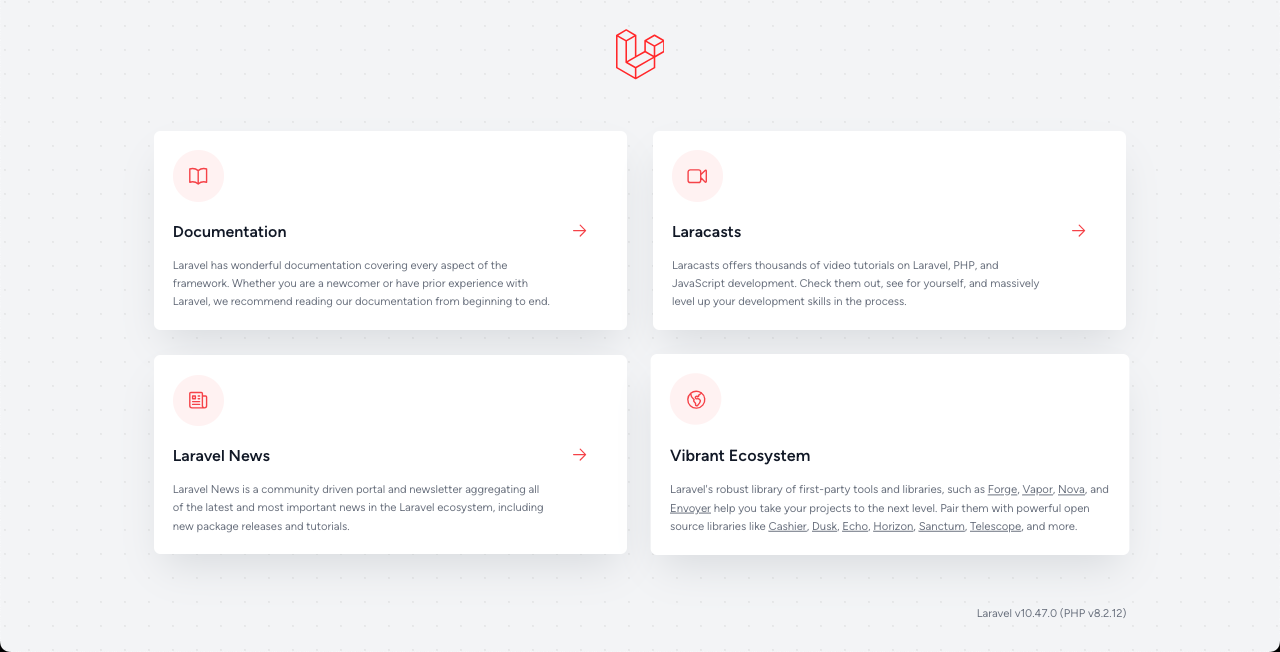 Documentation
Laravel has wonderful documentation covering every aspect of the
framework. Whether you are a newcomer or have prior experience with
Laravel, we recommend reading our documentation from beginning to end.
Laracasts
Laracasts offers thousands of video tutorials on Laravel, PHP, and
JavaScript development. Check them out, see for yourself, and massively
level up your development skills in the process.
Laravel News
Laravel News is a community driven portal and newsletter aggregating all
of the latest and most important news in the Laravel ecosystem, including
new package releases and tutorials.
Vibrant Ecosystem
Laravel's robust library of first-party tools and libraries, such as Forge, Vapor, Nova, and
Envoyer help you take your projects to the next level. Pair them with powerful open
source libraries like Cashier, Dusk, Echo, Horizon, Sanctum, Telescope, and more.
Laravel v10.47.0 (PHP v8.2.12)